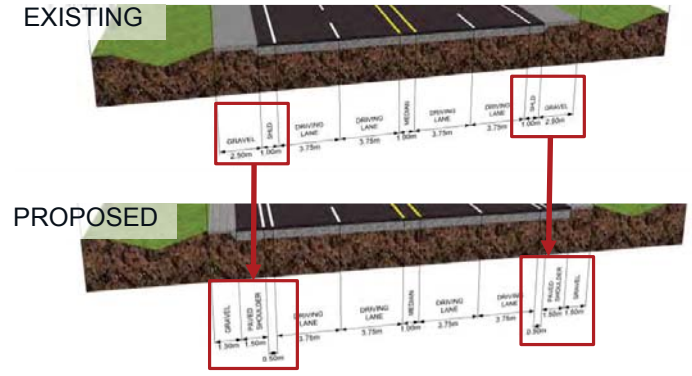 EXISTING
GRAVEL
2.50m
SHLD
1.00m
DRIVING
LANE
3.75m
DRIVING
LANE
3.75m
MEDIAN
1.00m
DRIVING
LANE
3.75m
DRIVING
LANE
3.75m
SHLD
1.00m
GRAVEL
2.50m
PROPOSED
GRAVEL
1.50m
PAVED
SHOULDER
1.50m
0.50m
DRIVING
LANE
3.75m
DRIVING
LANE
3.75m
MEDIAN
1.00m
DRIVING
LANE
3.75m
DRIVING
LANE
3.75m
0.50m
PAVED
SHOULDER
1.50m
GRAVEL
1.50m